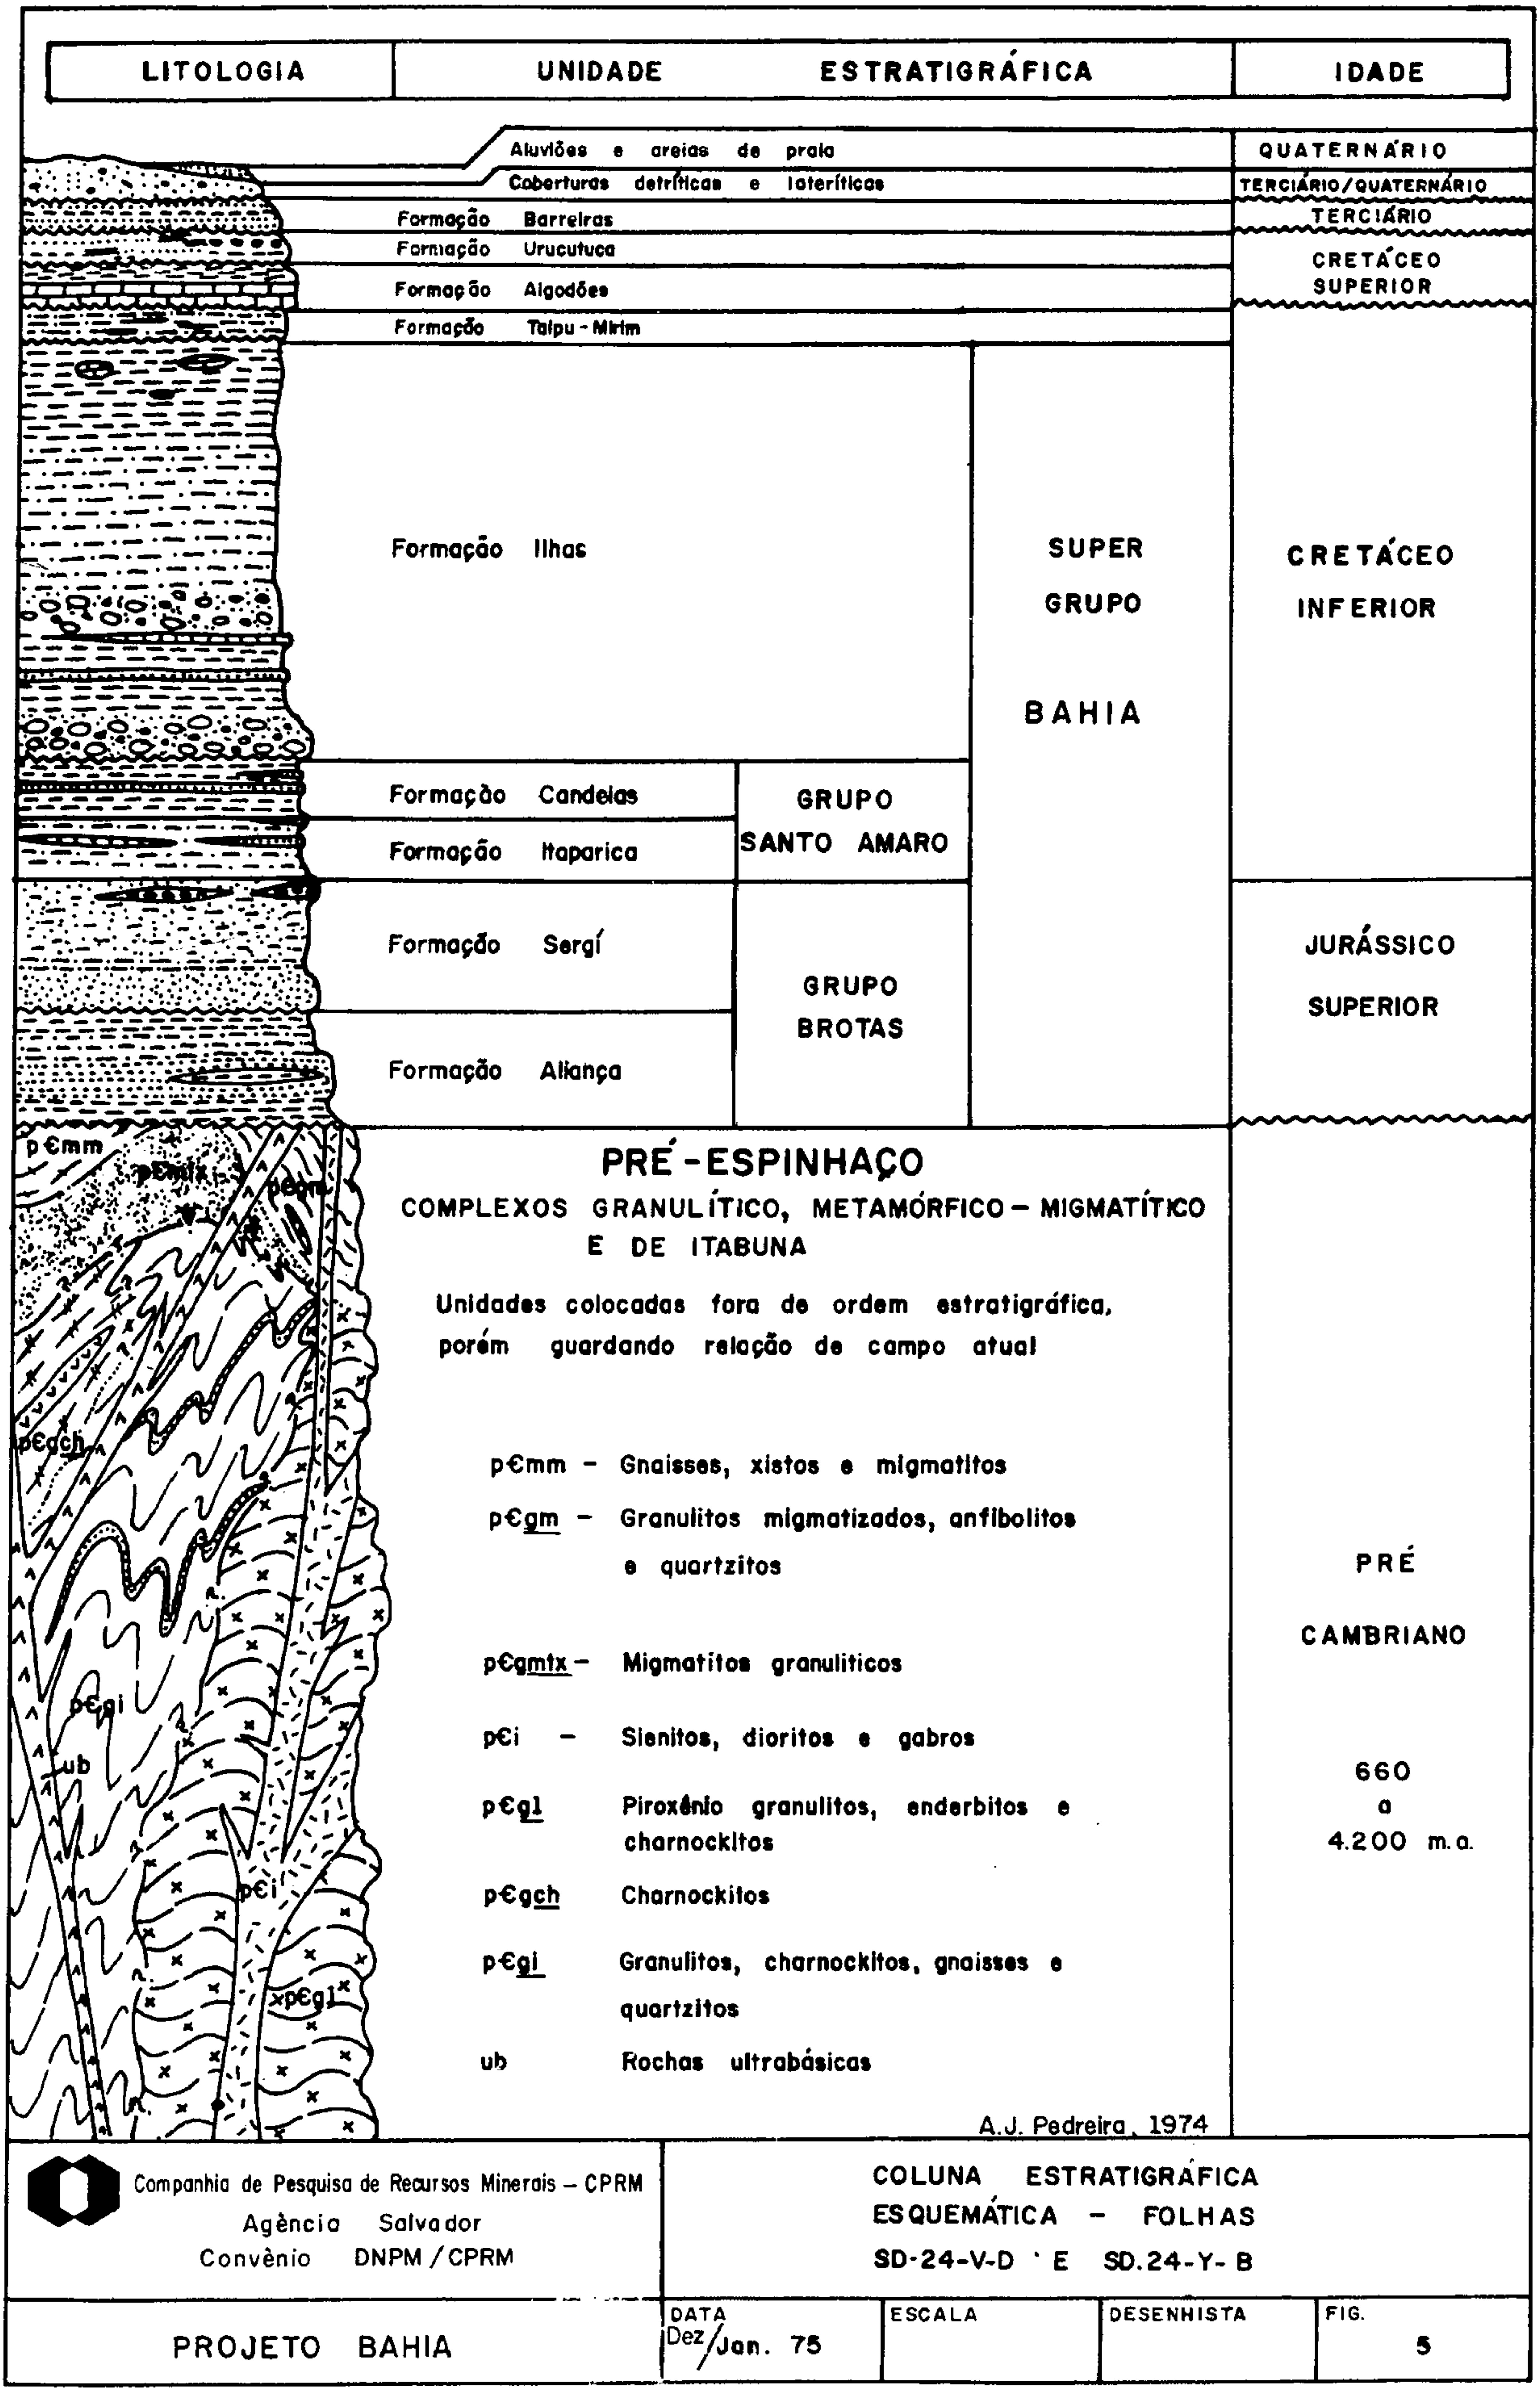 LITOLOGIA
UNIDADE ESTRATIGRÁFICA
IDADE
Aluviões e areias de praia
QUATERNÁRIO
Coberturas detríticas e lateríticas
TERCIÁRIO/QUATERNÁRIO
Formação Barreiras
TERCIÁRIO
Formação Urucutuca
Formação Algodões
CRETÁCEO
SUPERIOR
Formação Taipu-Mirim
Formação Ilhas
SUPER
GRUPO
BAHIA
CRETÁCEO
INFERIOR
Formação Candeias
Formação Itaparica
GRUPO
SANTO AMARO
Formação Sergí
Formação Aliança
GRUPO
BROTAS
JURÁSSICO
SUPERIOR
p€mm
p€gch
p€gi
ub
p€i
p€gl
PRÉ-ESPINHAÇO
COMPLEXOS GRANULÍTICO, METAMÓRFICO – MIGMATÍTICO
E DE ITABUNA
Unidades colocadas fora de ordem estratigráfica,
porém guardando relação de campo atual
p€mm – Gnaisses, xistos e migmatitos
p€gm – Granulitos migmatizados, anfibolitos
e quartzitos
p€gmtx – Migmatitos granuliticos
p€i – Sienitos, dioritos e gabros
p€gl Piroxênio granulitos, enderbitos e
charnockitos
p€gch Charnockitos
p€gi Granulitos, charnockitos, gnaisses e
quartzitos
ub Rochas ultrabásicas
PRÉ
CAMBRIANO
660
a
4.200 m.a.
A.J. Pedreira, 1974
Companhia de Pesquisa de Recursos Minerais – CPRM
Agência Salvador
Convênio DNPM/CPRM
COLUNA ESTRATIGRÁFICA
ESQUEMÁTICA – FOLHAS
SD-24-V-D E SD.24-Y-B
PROJETO BAHIA
DATA
Dez/Jan. 75
ESCALA
DESENHISTA
FIG.
5